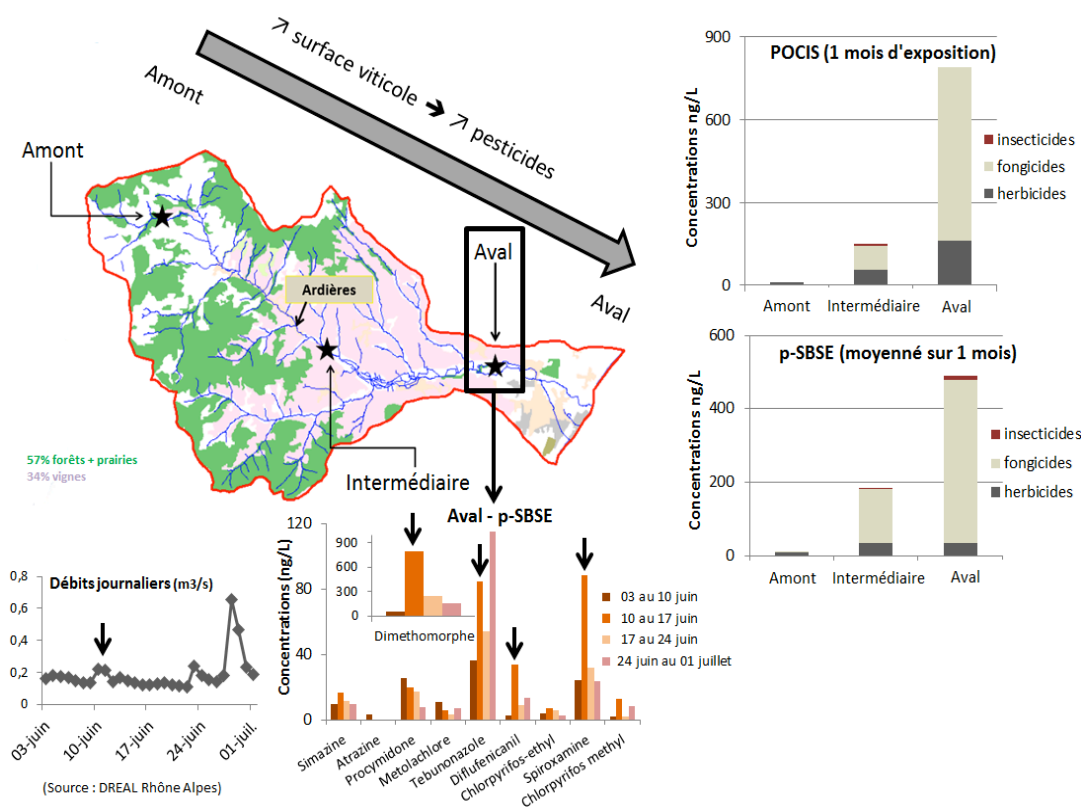 ↗ surface viticole ➔ ↗ pesticides
Amont
Aval
Amont
Aval
Ardières
Intermédiaire
57% forêts + prairies
34% vignes
POCIS (1 mois d'exposition)
Concentrations ng/L
900
600
300
0
Amont
Intermédiaire
Aval
insecticides
fongicides
herbicides
p-SBSE (moyenné sur 1 mois)
Concentrations ng/L
600
400
200
0
Amont
Intermédiaire
Aval
insecticides
fongicides
herbicides
Débits journaliers (m3/s)
0,8
0,6
0,4
0,2
0
03-juin
10-juin
17-juin
24-juin
01-juil.
(Source : DREAL Rhône Alpes)
Aval - p-SBSE
Concentrations (ng/L)
120
80
40
0
900
600
300
0
Dimethomorphe
03 au 10 juin
10 au 17 juin
17 au 24 juin
24 juin au 01 juillet
Simazine
Atrazine
Procymidone
Metolachlore
Tebunonazole
Diflufenicanil
Chlorpyrifos-ethyl
Spiroxamine
Chlorpyrifos methyl